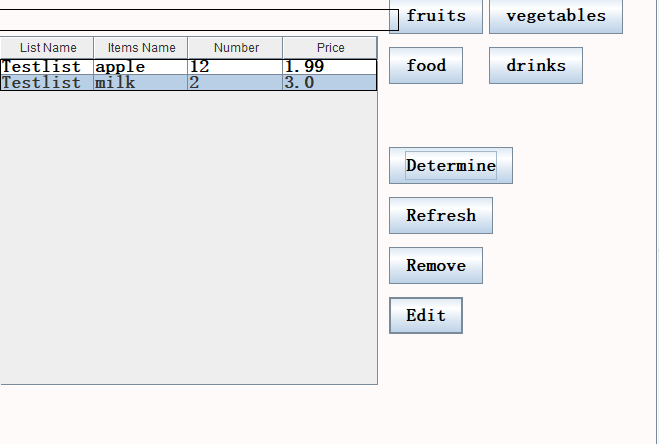 fruits vegetables
List Name Items Name Number Price
Testlist apple 12 1.99
food drinks
Testlist milk 2 3.0
Determine
Refresh
Remove
Edit